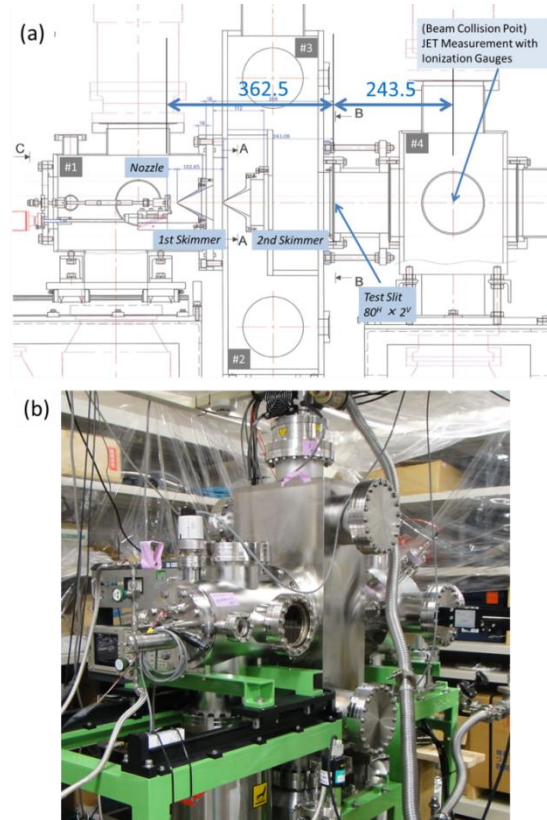 (a)
#3
(Beam Collision Poit)
JET Measurement with
Ionization Gauges
362.5
243.5
B
#4
C
A
#1
Nozzle
1st Skimmer
2nd Skimmer
A
B
Test Slit
80ᴴ × 2ⱽ
#2
(b)